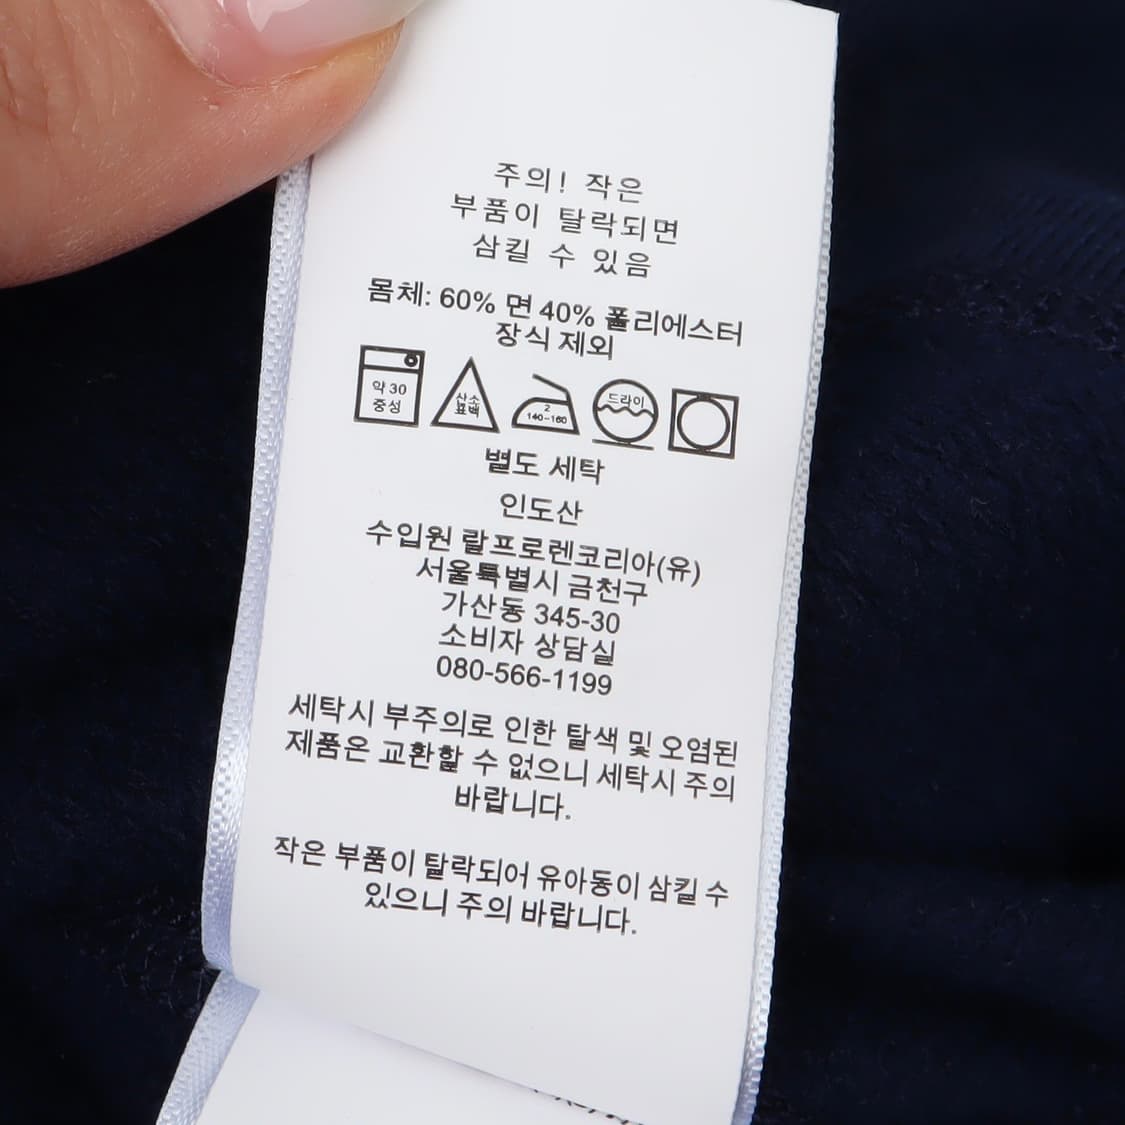 주의! 작은
부품이 탈락되면
삼킬 수 있음
몸체: 60% 면 40% 폴리에스터
장식 제외
약 30
중성
산소
표백
2
140~160
드라이
별도 세탁
인도산
수입원 랄프로렌코리아(유)
서울특별시 금천구
가산동 345-30
소비자 상담실
080-566-1199
세탁시 부주의로 인한 탈색 및 오염된
제품은 교환할 수 없으니 세탁시 주의
바랍니다.
작은 부품이 탈락되어 유아동이 삼킬 수
있으니 주의 바랍니다.